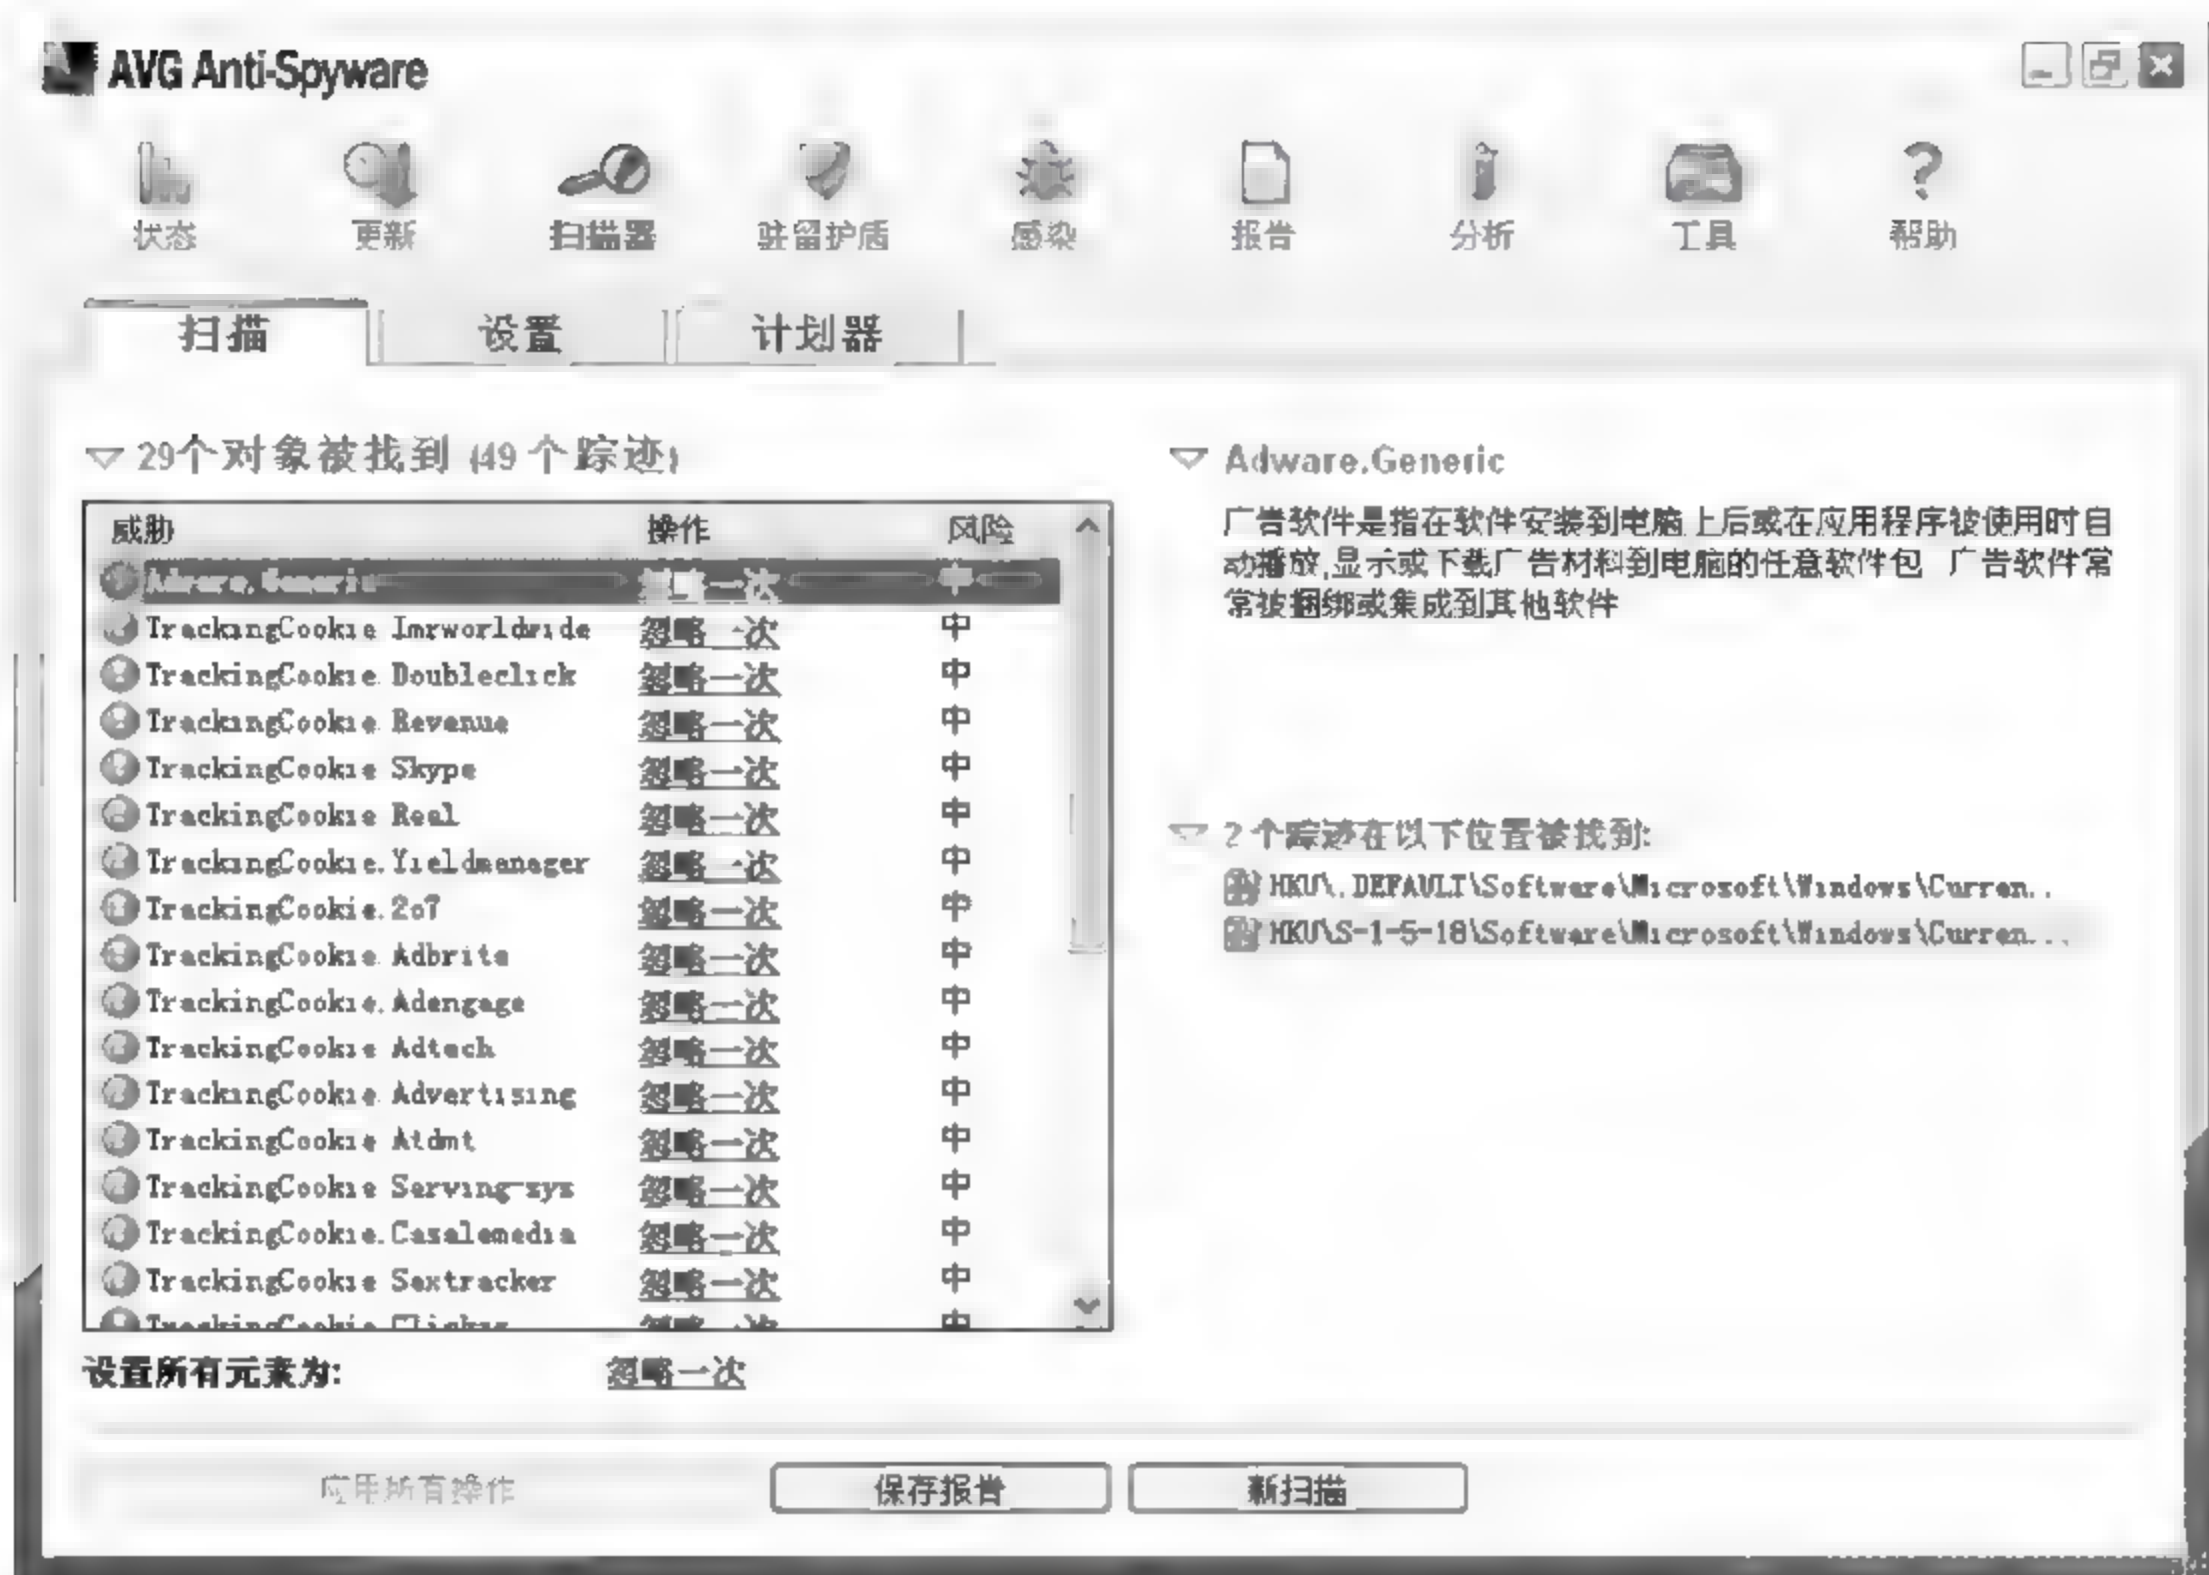 AVG Anti-Spyware
状态 更新 扫描器 驻留护盾 感染 报告 分析 工具 帮助
扫描 设置 计划器
29个对象被找到 (49 个踪迹)
威胁 操作 风险
Adware.Generic 忽略一次 中
TrackingCookie.Imrworldwide 忽略一次 中
TrackingCookie.Doubleclick 忽略一次 中
TrackingCookie.Revenue 忽略一次 中
TrackingCookie.Skype 忽略一次 中
TrackingCookie.Real 忽略一次 中
TrackingCookie.Yieldmanager 忽略一次 中
TrackingCookie.2o7 忽略一次 中
TrackingCookie.Adbrite 忽略一次 中
TrackingCookie.Adengage 忽略一次 中
TrackingCookie.Adtech 忽略一次 中
TrackingCookie.Advertising 忽略一次 中
TrackingCookie.Atdmt 忽略一次 中
TrackingCookie.Serving-sys 忽略一次 中
TrackingCookie.Casalemedia 忽略一次 中
TrackingCookie.Sextracker 忽略一次 中
设置所有元素为: 忽略一次
Adware.Generic
广告软件是指在软件安装到电脑上后或在应用程序被使用时自
动播放,显示或下载广告材料到电脑的任意软件包 广告软件常
常被捆绑或集成到其他软件
2 个踪迹在以下位置被找到:
HKU\.DEFAULT\Software\Microsoft\Windows\Curren..
HKU\S-1-5-18\Software\Microsoft\Windows\Curren...
应用所有操作 保存报告 新扫描